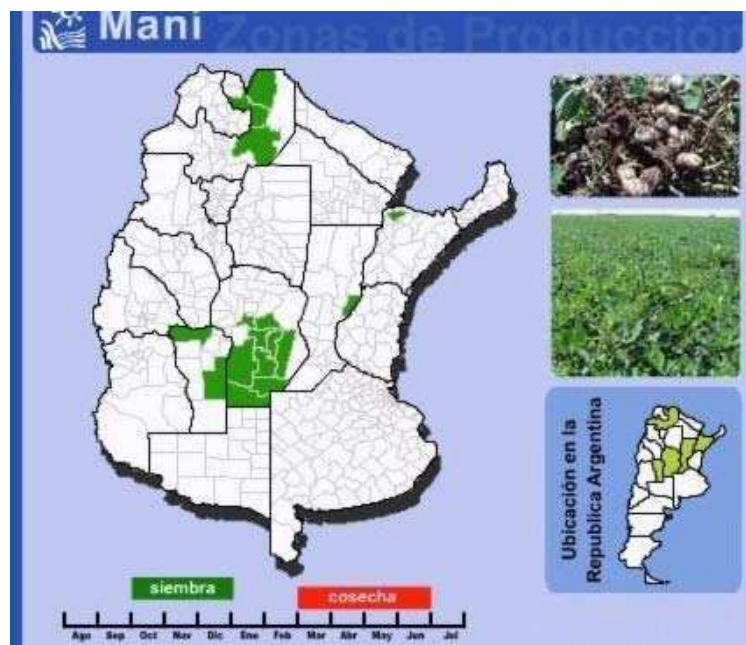 Maní
Zonas de Producción
Ubicación en la
Republica Argentina
siembra
cosecha
Ago Sep Oct Nov Dic Ene Feb Mar Abr May Jun Jul